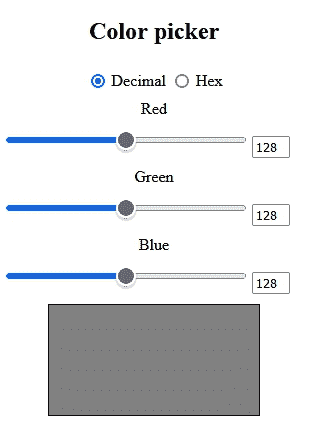 Color picker
Decimal Hex
Red
128
Green
128
Blue
128